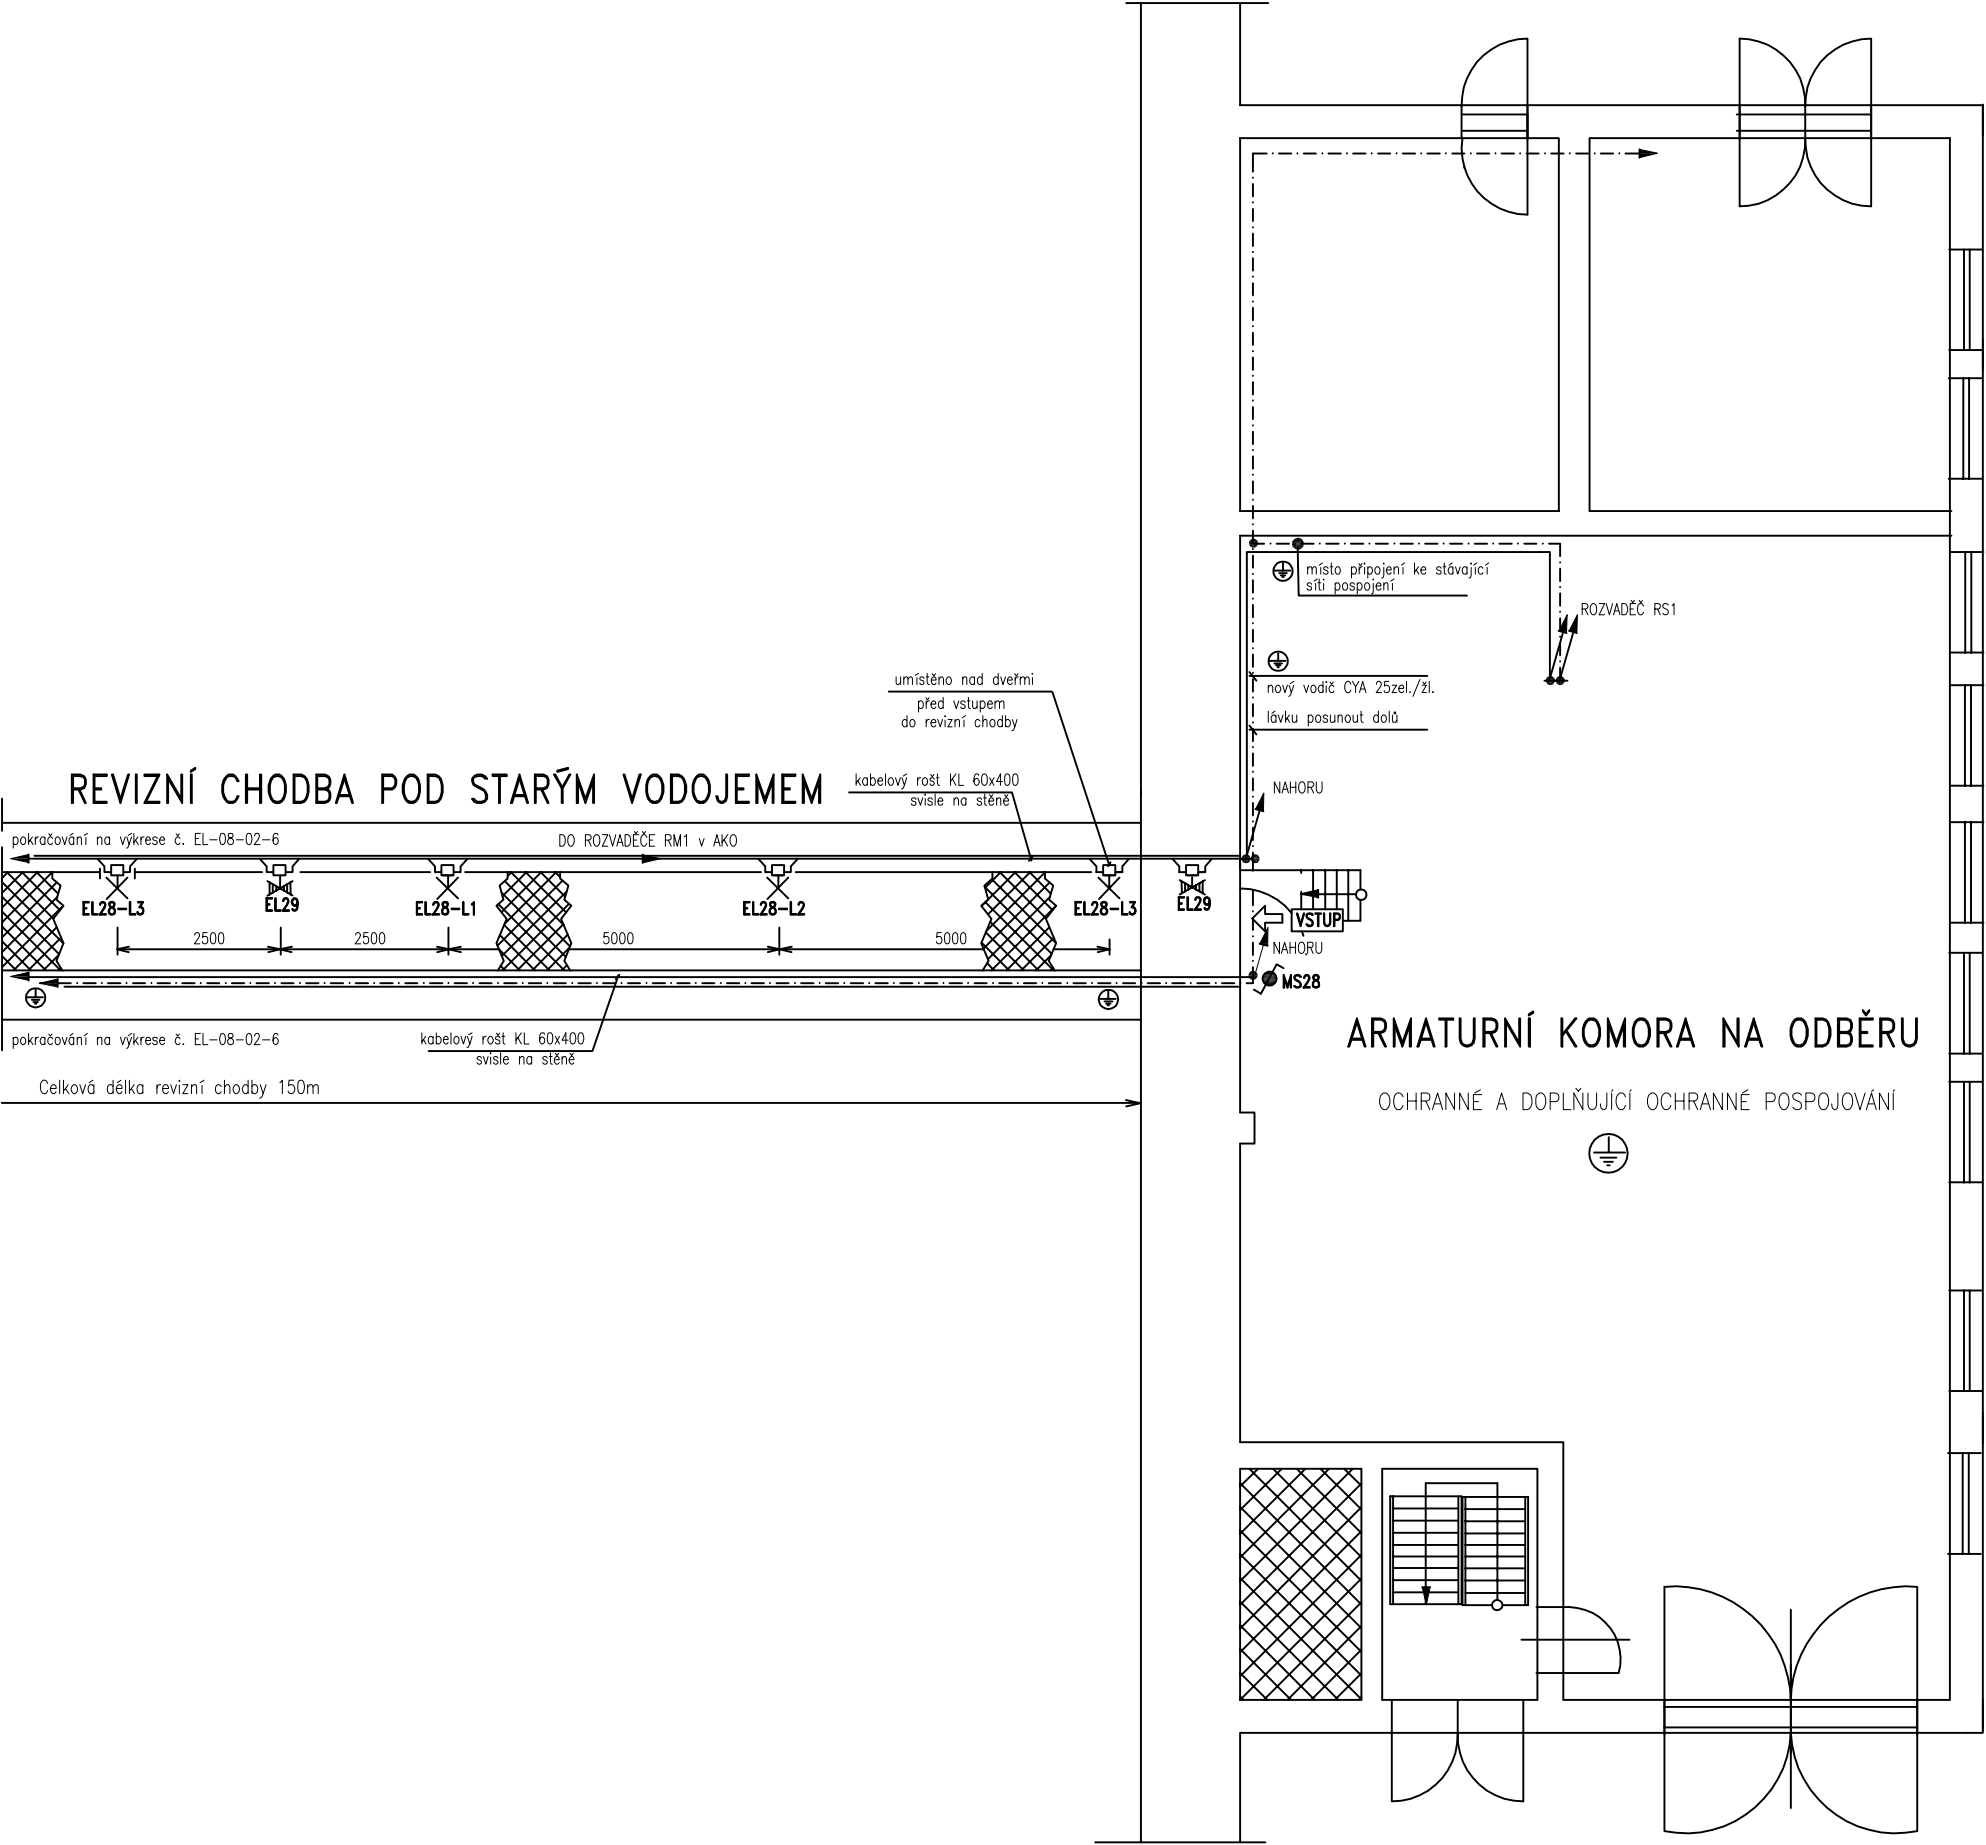 místo připojení ke stávající
síti pospojení
ROZVADĚČ RS1
nový vodič CYA 25zel./žl.
lávku posunout dolů
umístěno nad dveřmi
před vstupem
do revizní chodby
REVIZNÍ CHODBA POD STARÝM VODOJEMEM
kabelový rošt KL 60x400
svisle na stěně
NAHORU
pokračování na výkrese č. EL-08-02-6
DO ROZVADĚČE RM1 v AKO
EL28-L3
EL29
EL28-L1
EL28-L2
EL28-L3
EL29
VSTUP
2500
2500
5000
5000
NAHORU
MS28
ARMATURNÍ KOMORA NA ODBĚRU
pokračování na výkrese č. EL-08-02-6
kabelový rošt KL 60x400
svisle na stěně
Celková délka revizní chodby 150m
OCHRANNÉ A DOPLŇUJÍCÍ OCHRANNÉ POSPOJOVÁNÍ